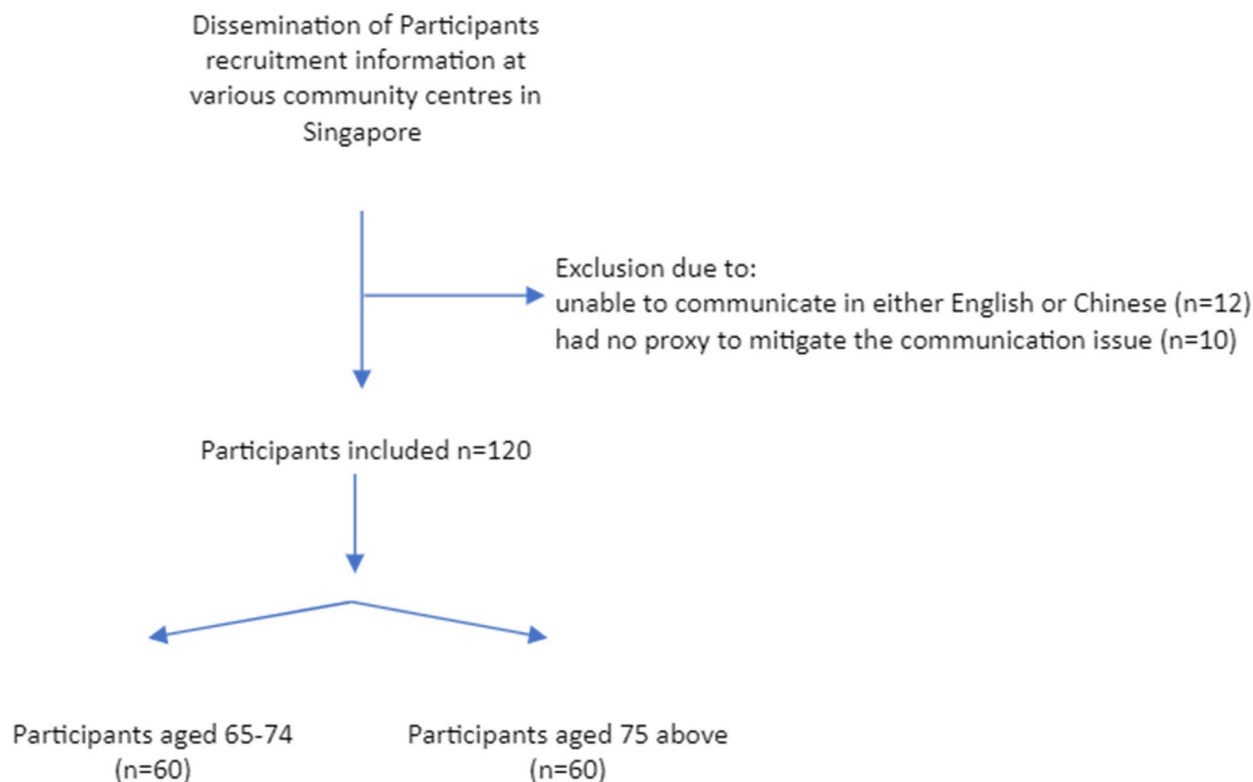 Dissemination of Participants
recruitment information at
various community centres in
Singapore
Exclusion due to:
unable to communicate in either English or Chinese (n=12)
had no proxy to mitigate the communication issue (n=10)
Participants included n=120
Participants aged 65-74
(n=60)
Participants aged 75 above
(n=60)